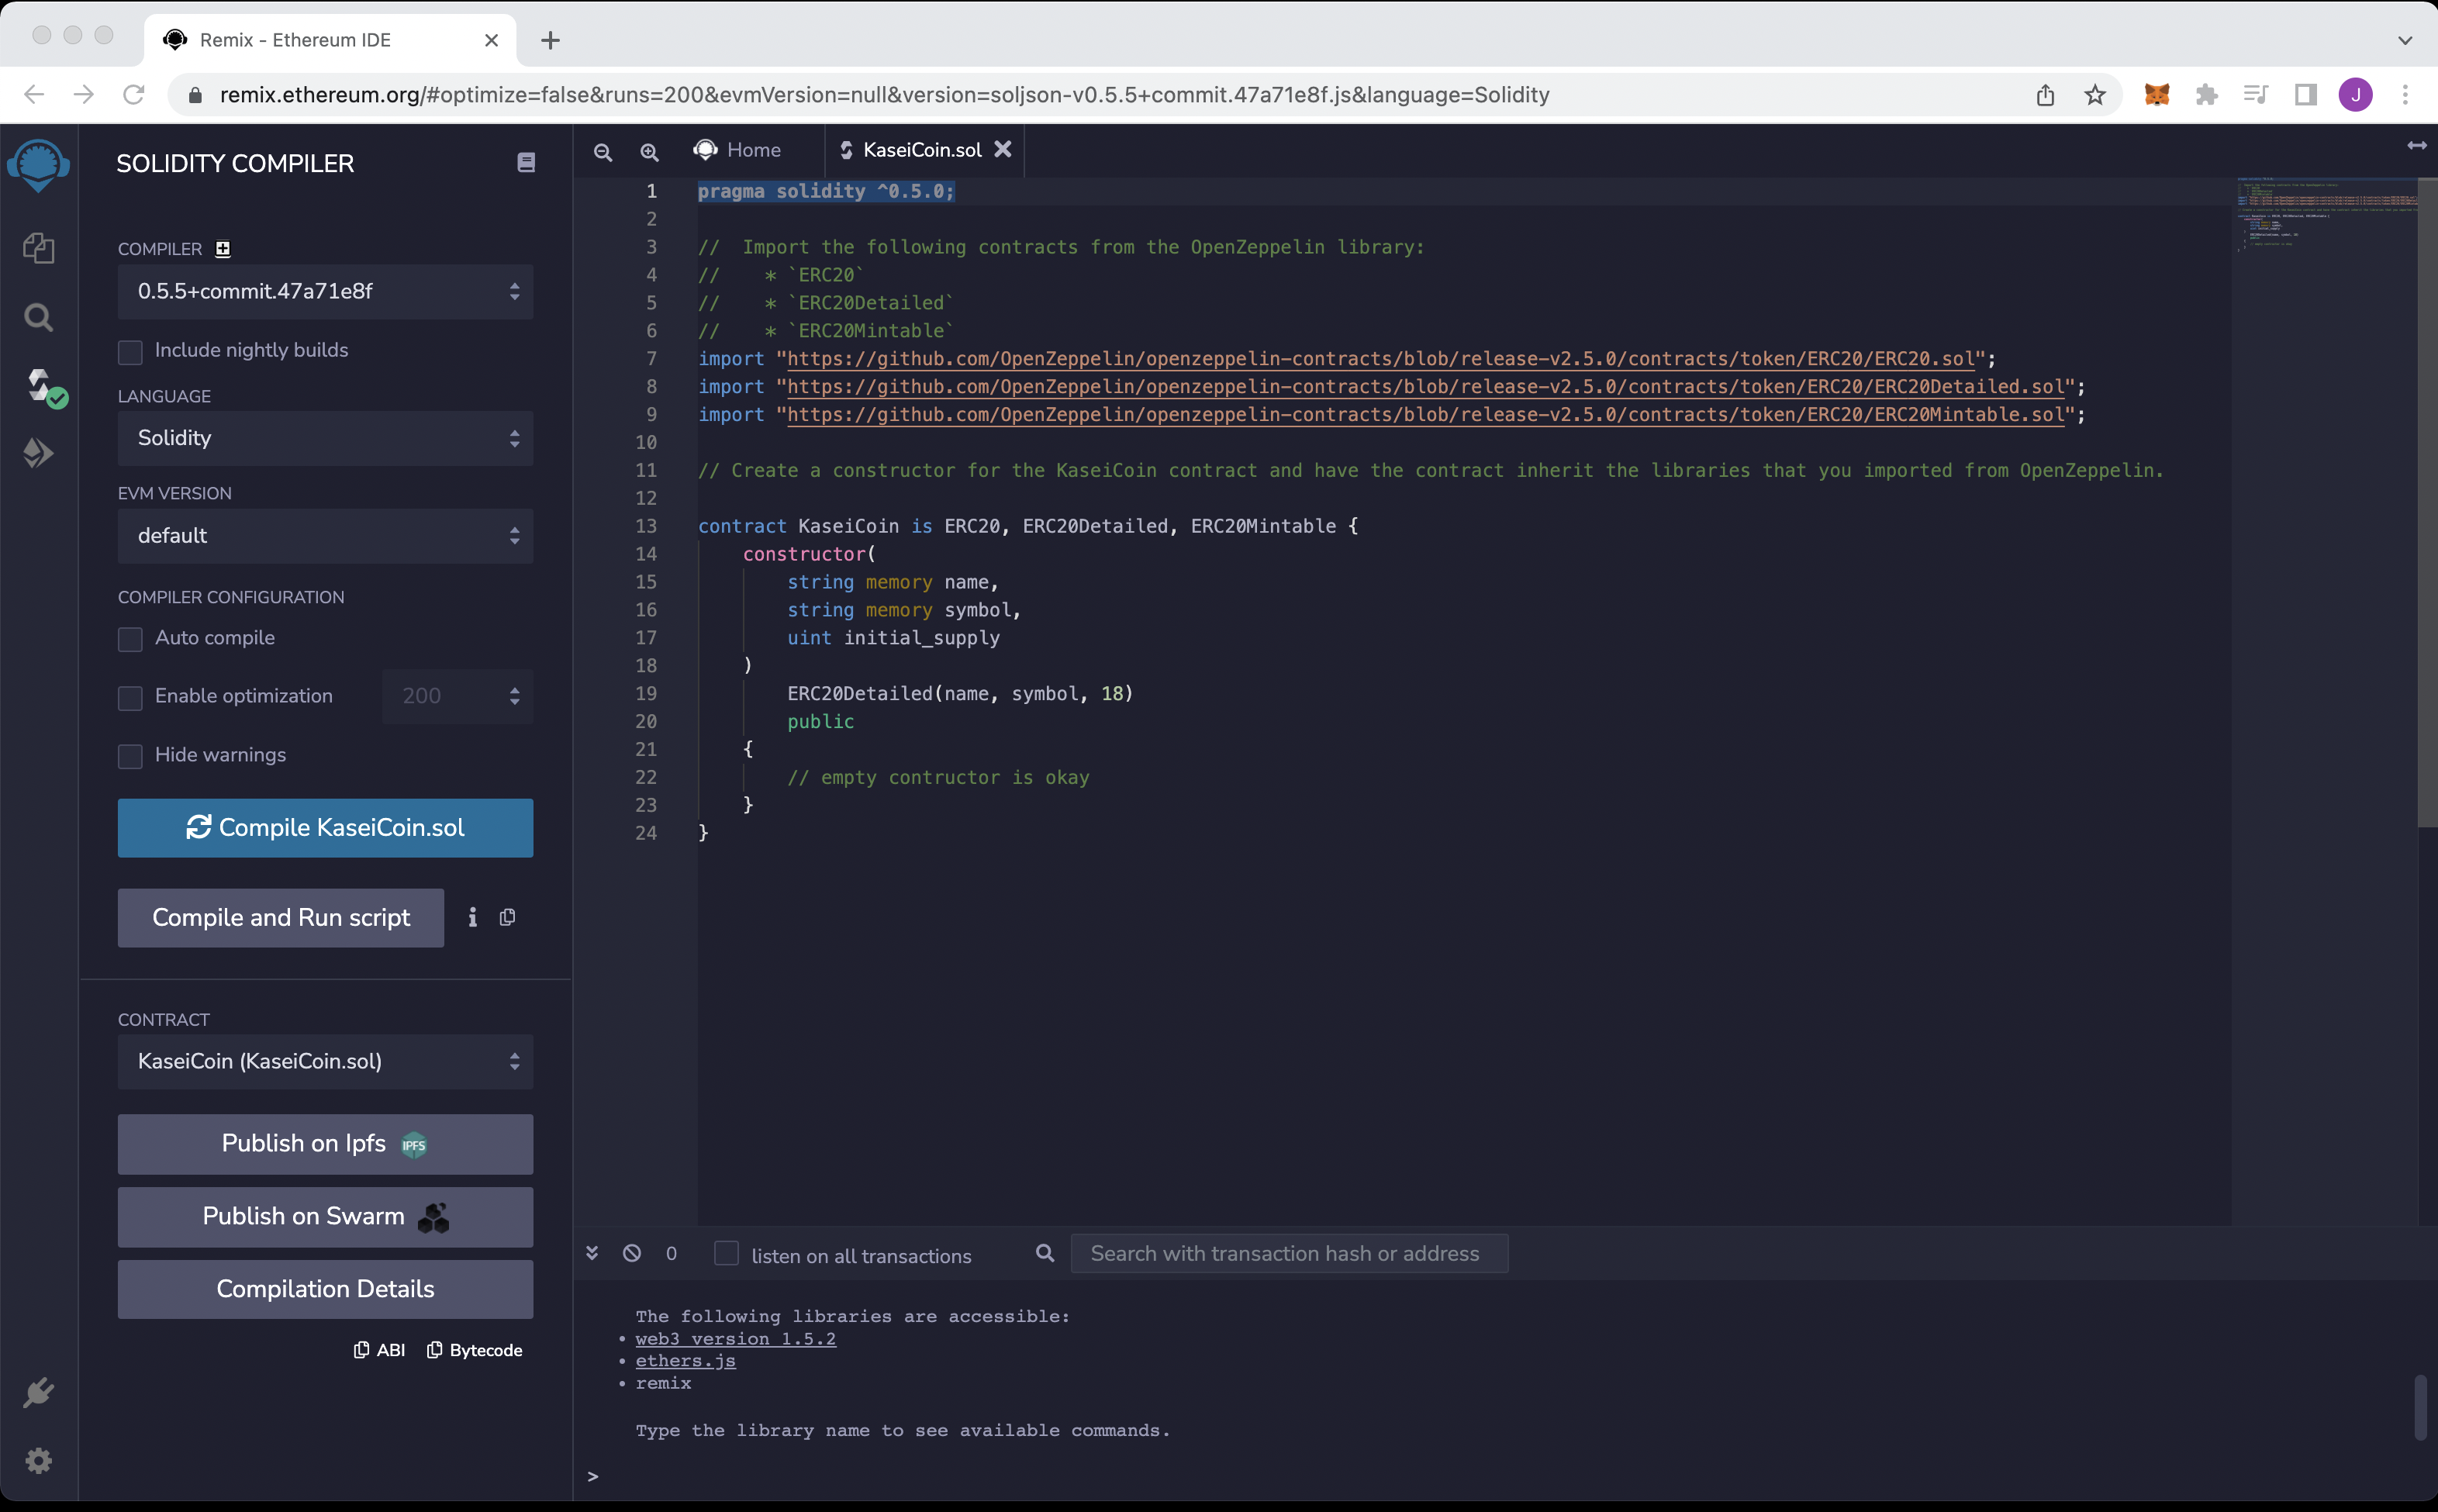 Remix - Ethereum IDE
remix.ethereum.org/#optimize=false&runs=200&evmVersion=null&version=soljson-v0.5.5+commit.47a71e8f.js&language=Solidity
J
SOLIDITY COMPILER
COMPILER
0.5.5+commit.47a71e8f
Include nightly builds
LANGUAGE
Solidity
EVM VERSION
default
COMPILER CONFIGURATION
Auto compile
Enable optimization
200
Hide warnings
Compile KaseiCoin.sol
Compile and Run script
CONTRACT
KaseiCoin (KaseiCoin.sol)
Publish on Ipfs
IPFS
Publish on Swarm
Compilation Details
ABI
Bytecode
Home
KaseiCoin.sol
1 pragma solidity ^0.5.0;
2
3 //  Import the following contracts from the OpenZeppelin library:
4 //    * `ERC20`
5 //    * `ERC20Detailed`
6 //    * `ERC20Mintable`
7 import "https://github.com/OpenZeppelin/openzeppelin-contracts/blob/release-v2.5.0/contracts/token/ERC20/ERC20.sol";
8 import "https://github.com/OpenZeppelin/openzeppelin-contracts/blob/release-v2.5.0/contracts/token/ERC20/ERC20Detailed.sol";
9 import "https://github.com/OpenZeppelin/openzeppelin-contracts/blob/release-v2.5.0/contracts/token/ERC20/ERC20Mintable.sol";
10
11 // Create a constructor for the KaseiCoin contract and have the contract inherit the libraries that you imported from OpenZeppelin.
12
13 contract KaseiCoin is ERC20, ERC20Detailed, ERC20Mintable {
14     constructor(
15         string memory name,
16         string memory symbol,
17         uint initial_supply
18     )
19         ERC20Detailed(name, symbol, 18)
20         public
21     {
22         // empty contructor is okay
23     }
24 }
0
listen on all transactions
Search with transaction hash or address
The following libraries are accessible:
• web3 version 1.5.2
• ethers.js
• remix
Type the library name to see available commands.
>